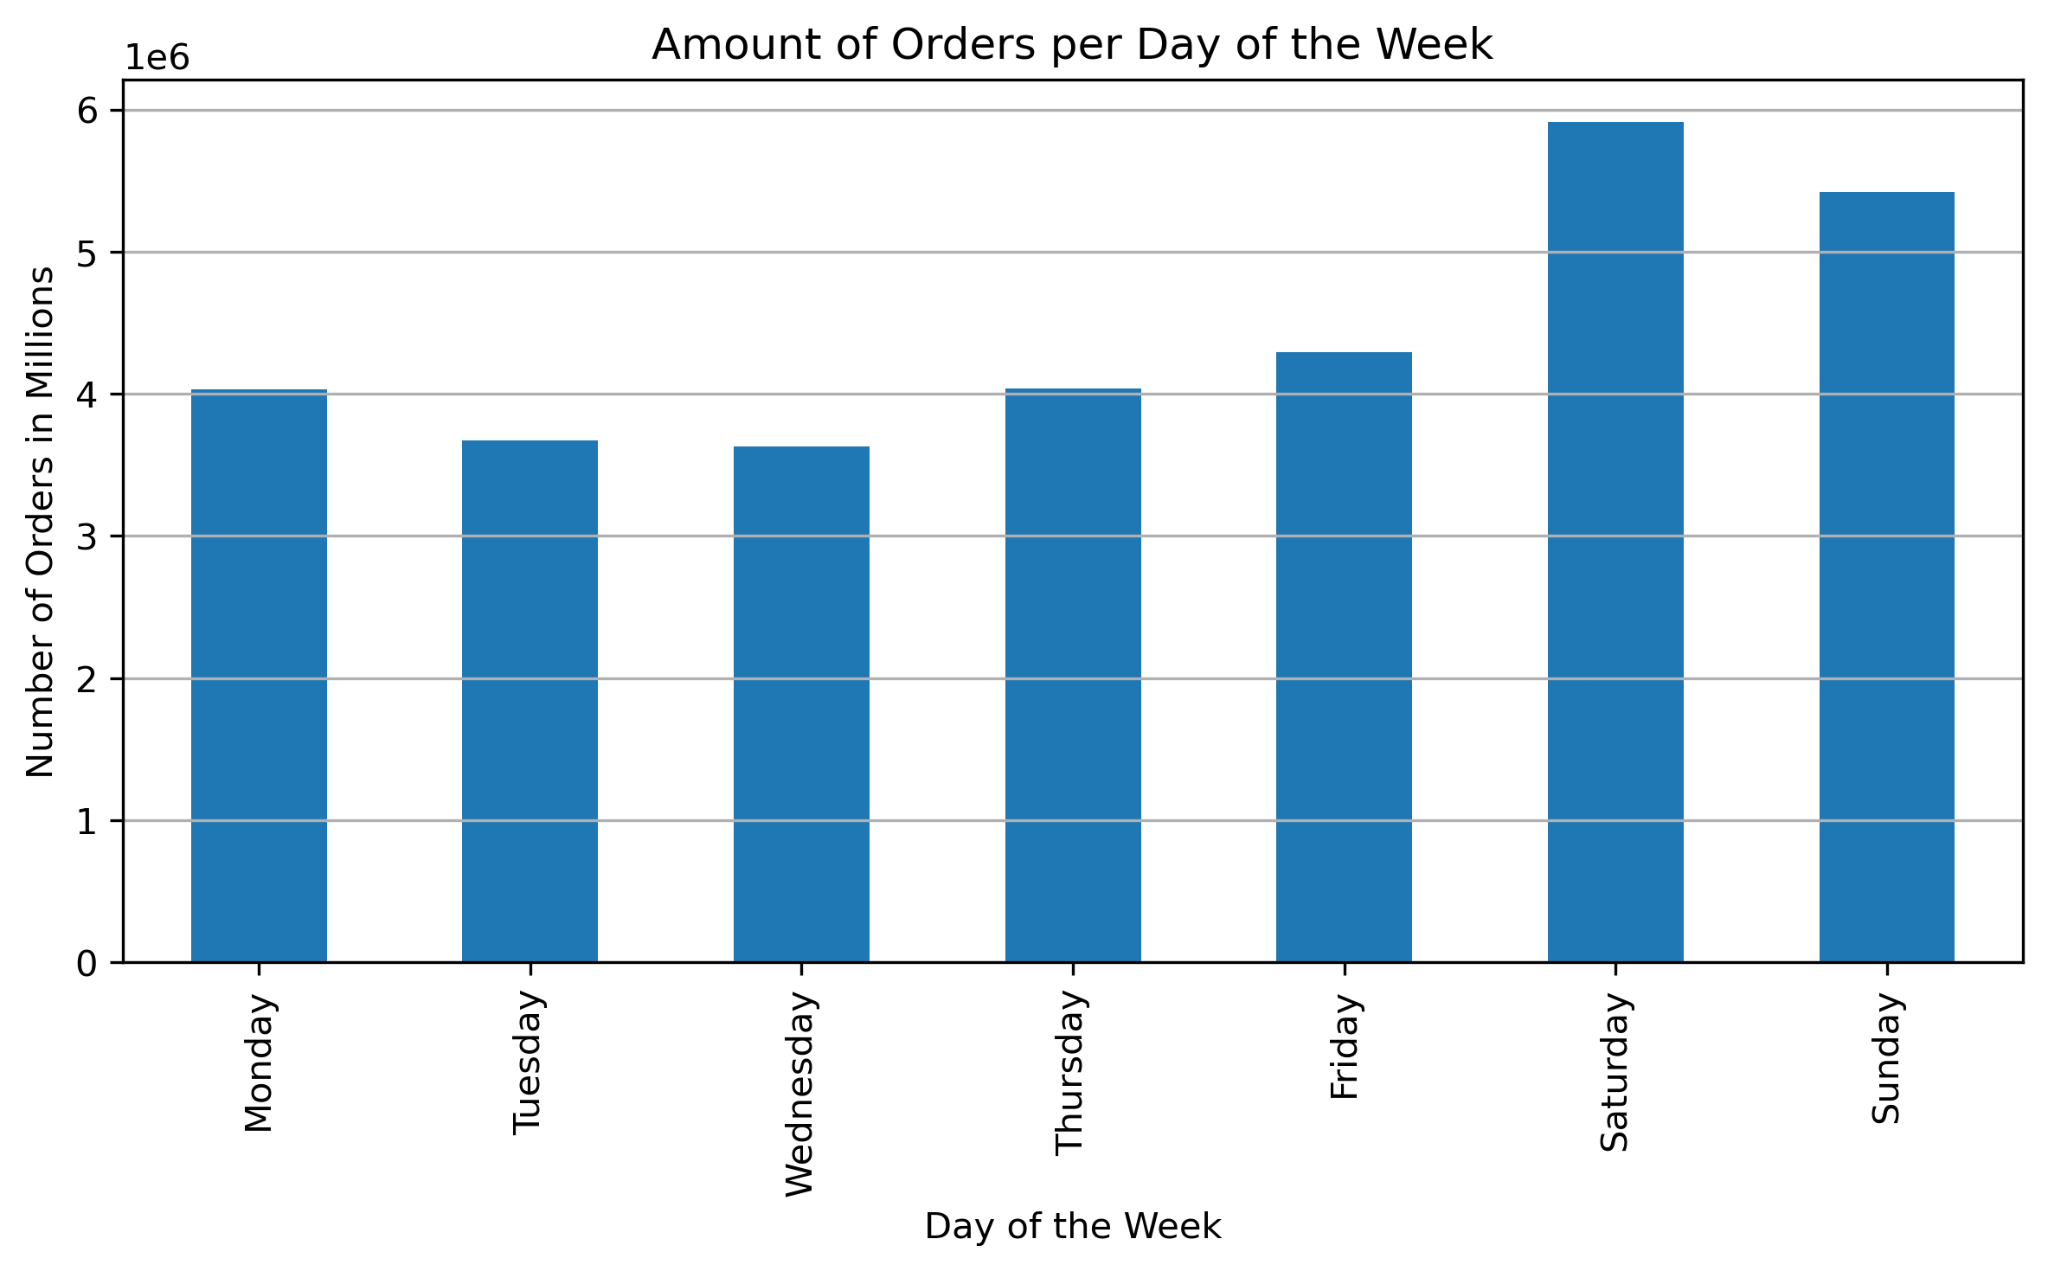 Amount of Orders per Day of the Week
1e6
6
5
4
3
2
1
0
Number of Orders in Millions
Monday
Tuesday
Wednesday
Thursday
Friday
Saturday
Sunday
Day of the Week